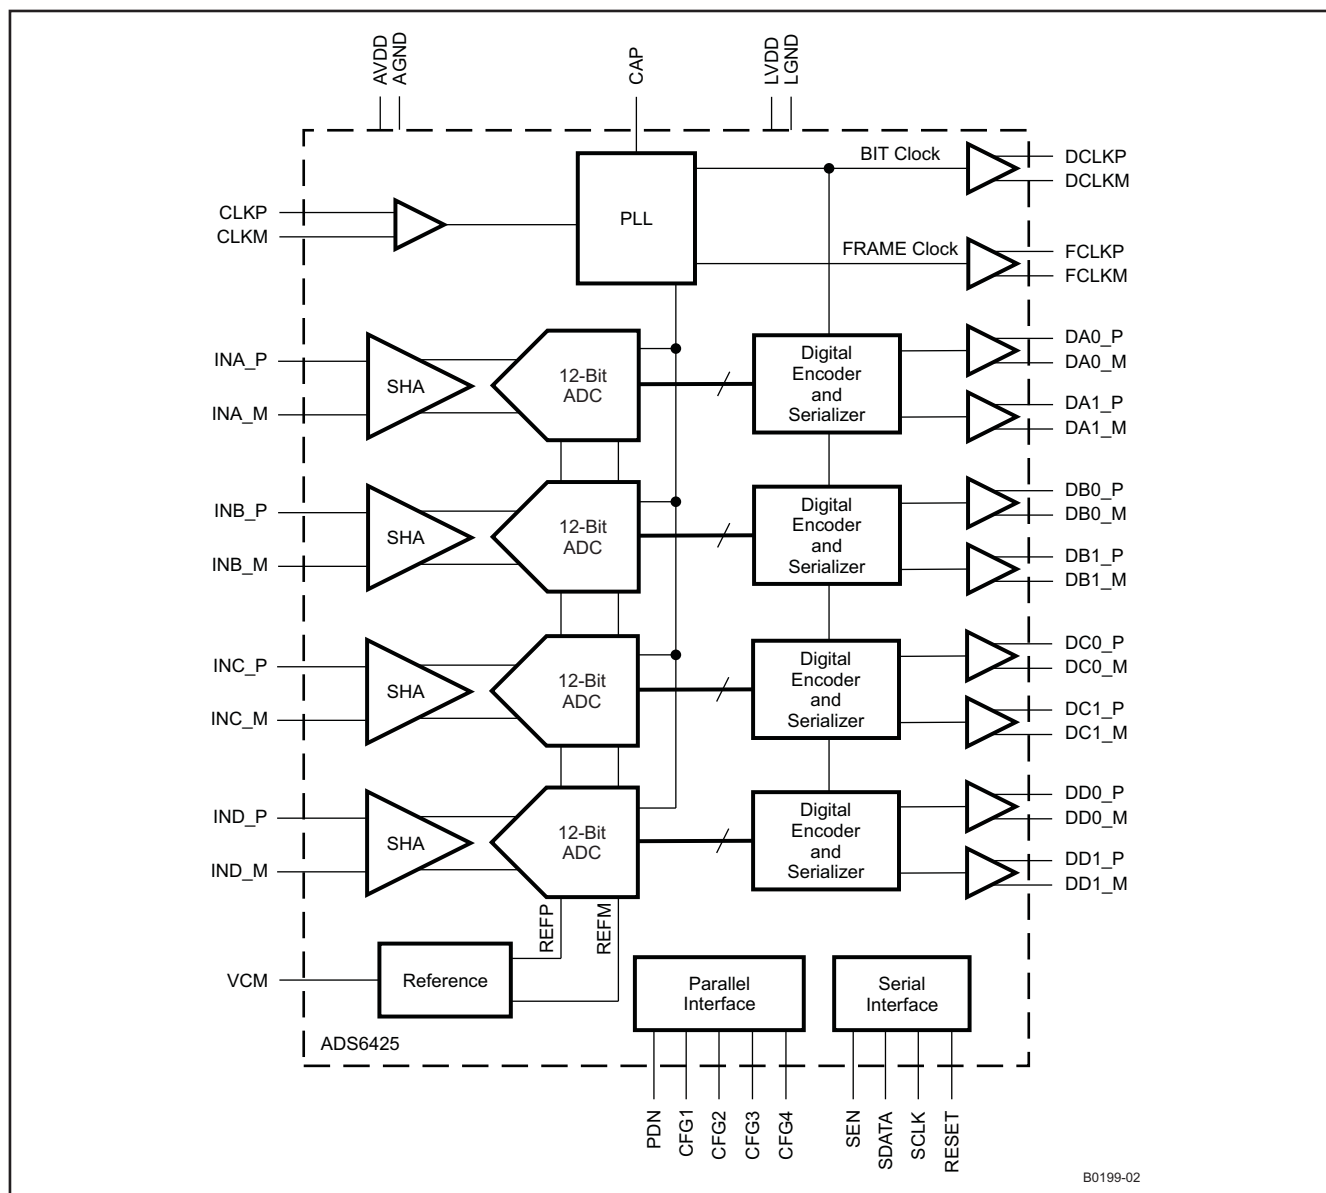 AVDD
AGND
CAP
LVDD
LGND
BIT Clock
DCLKP
DCLKM
CLKP
CLKM
PLL
FRAME Clock
FCLKP
FCLKM
INA_P
INA_M
SHA
12-Bit
ADC
Digital
Encoder
and
Serializer
DA0_P
DA0_M
DA1_P
DA1_M
INB_P
INB_M
SHA
12-Bit
ADC
Digital
Encoder
and
Serializer
DB0_P
DB0_M
DB1_P
DB1_M
INC_P
INC_M
SHA
12-Bit
ADC
Digital
Encoder
and
Serializer
DC0_P
DC0_M
DC1_P
DC1_M
IND_P
IND_M
SHA
12-Bit
ADC
Digital
Encoder
and
Serializer
DD0_P
DD0_M
DD1_P
DD1_M
REFP
REFM
VCM
Reference
Parallel
Interface
Serial
Interface
ADS6425
PDN
CFG1
CFG2
CFG3
CFG4
SEN
SDATA
SCLK
RESET
B0199-02